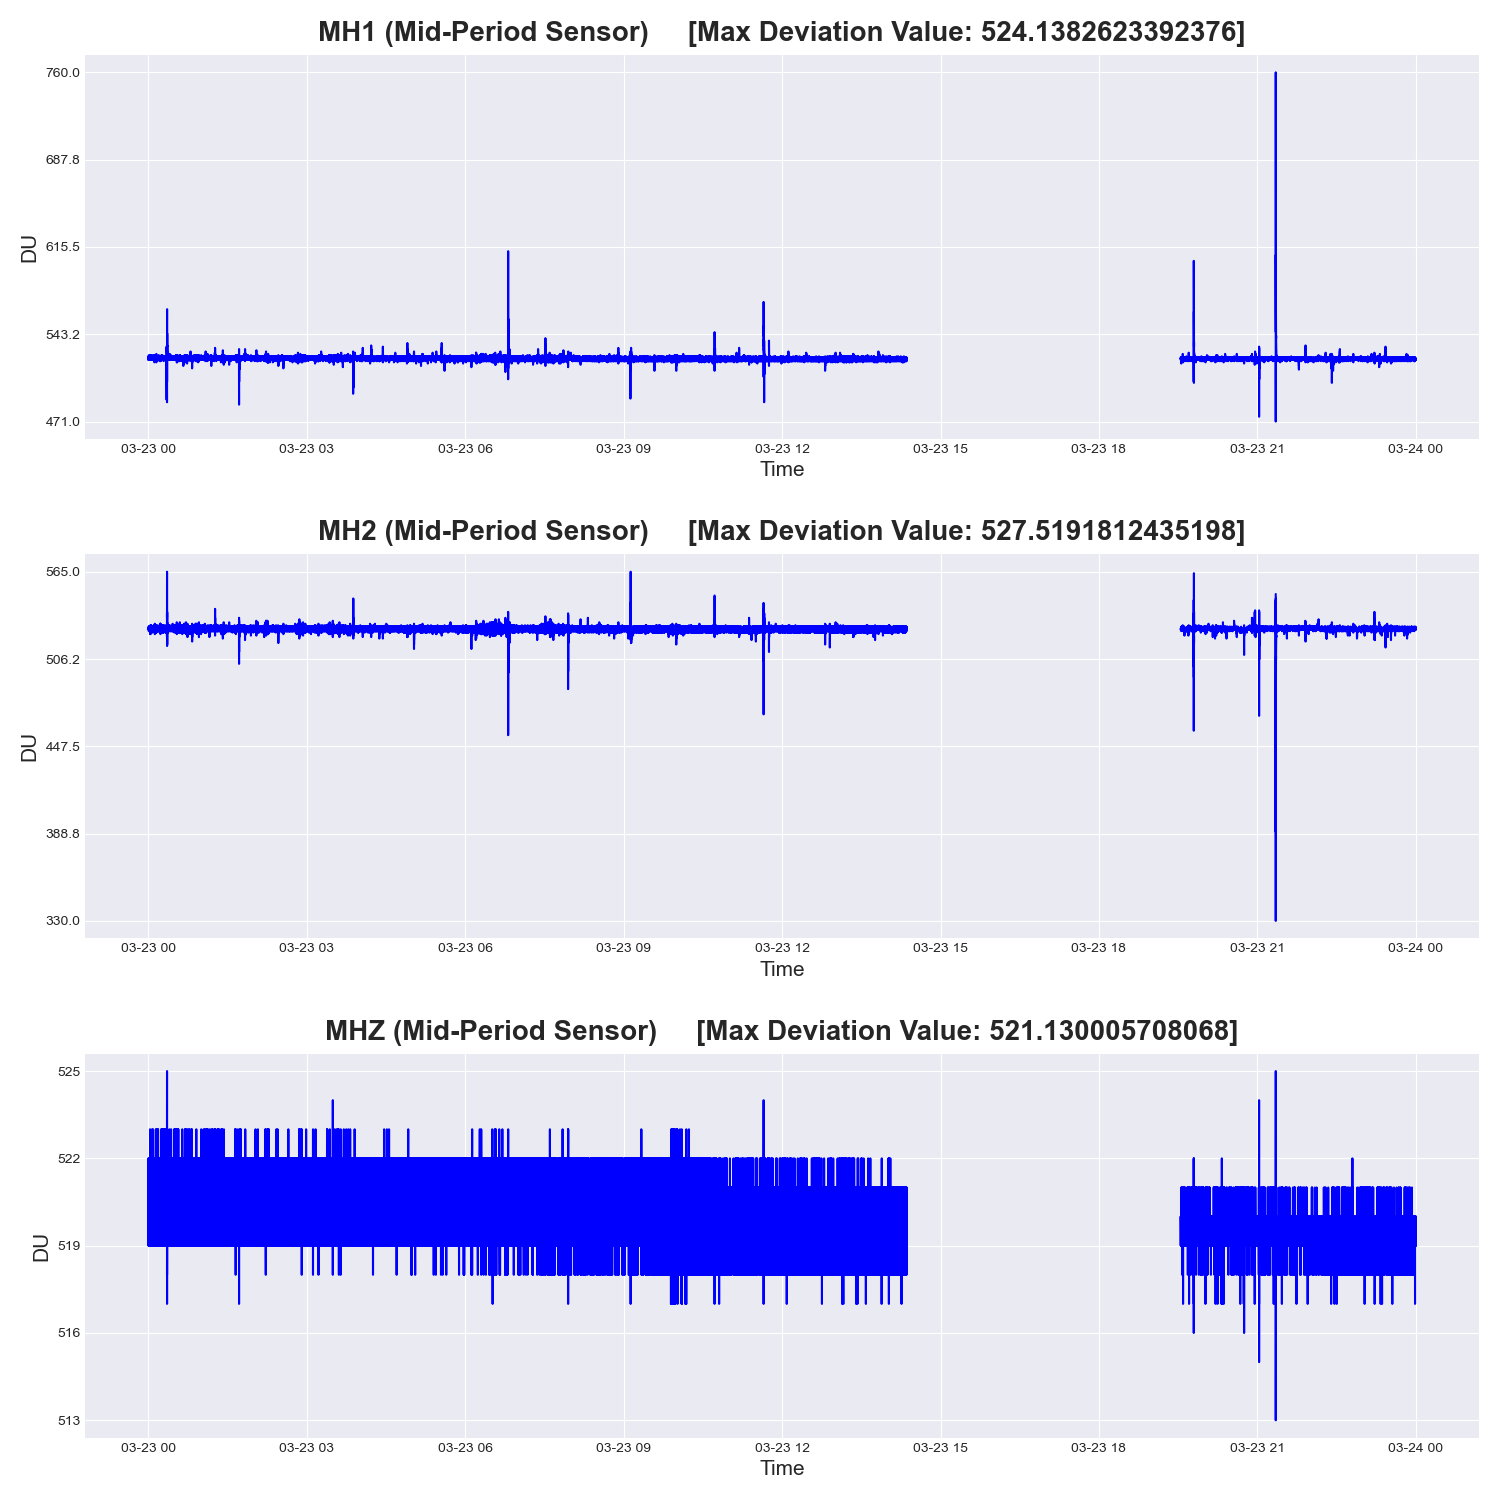 MH1 (Mid-Period Sensor) [Max Deviation Value: 524.1382623392376]
760.0
687.8
615.5
543.2
471.0
DU
03-23 00 03-23 03 03-23 06 03-23 09 03-23 12 03-23 15 03-23 18 03-23 21 03-24 00
Time
MH2 (Mid-Period Sensor) [Max Deviation Value: 527.5191812435198]
565.0
506.2
447.5
388.8
330.0
DU
03-23 00 03-23 03 03-23 06 03-23 09 03-23 12 03-23 15 03-23 18 03-23 21 03-24 00
Time
MHZ (Mid-Period Sensor) [Max Deviation Value: 521.130005708068]
525
522
519
516
513
DU
03-23 00 03-23 03 03-23 06 03-23 09 03-23 12 03-23 15 03-23 18 03-23 21 03-24 00
Time